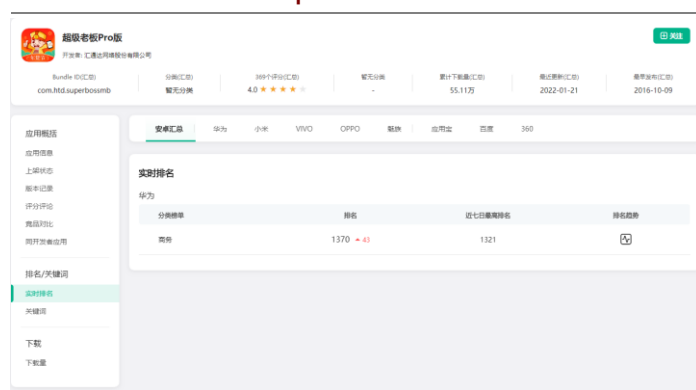 超级老板Pro版
关注
开发者: 汇通达网络股份有限公司
Bundle ID(汇总) 分类(汇总) 369个评分(汇总) 暂无分类 累计下载量(汇总) 最近更新(汇总) 最早发布(汇总)
com.htd.superbossmb 暂无分类 4.0 - 55.11万 2022-01-21 2016-10-09
应用概括
应用信息
上架状态
版本记录
评分评论
竞品对比
同开发者应用
排名/关键词
实时排名
关键词
下载
下载量
安卓汇总 华为 小米 VIVO OPPO 魅族 应用宝 百度 360
实时排名
华为
分类榜单 排名 近七日最高排名 排名趋势
商务 1370 43 1321